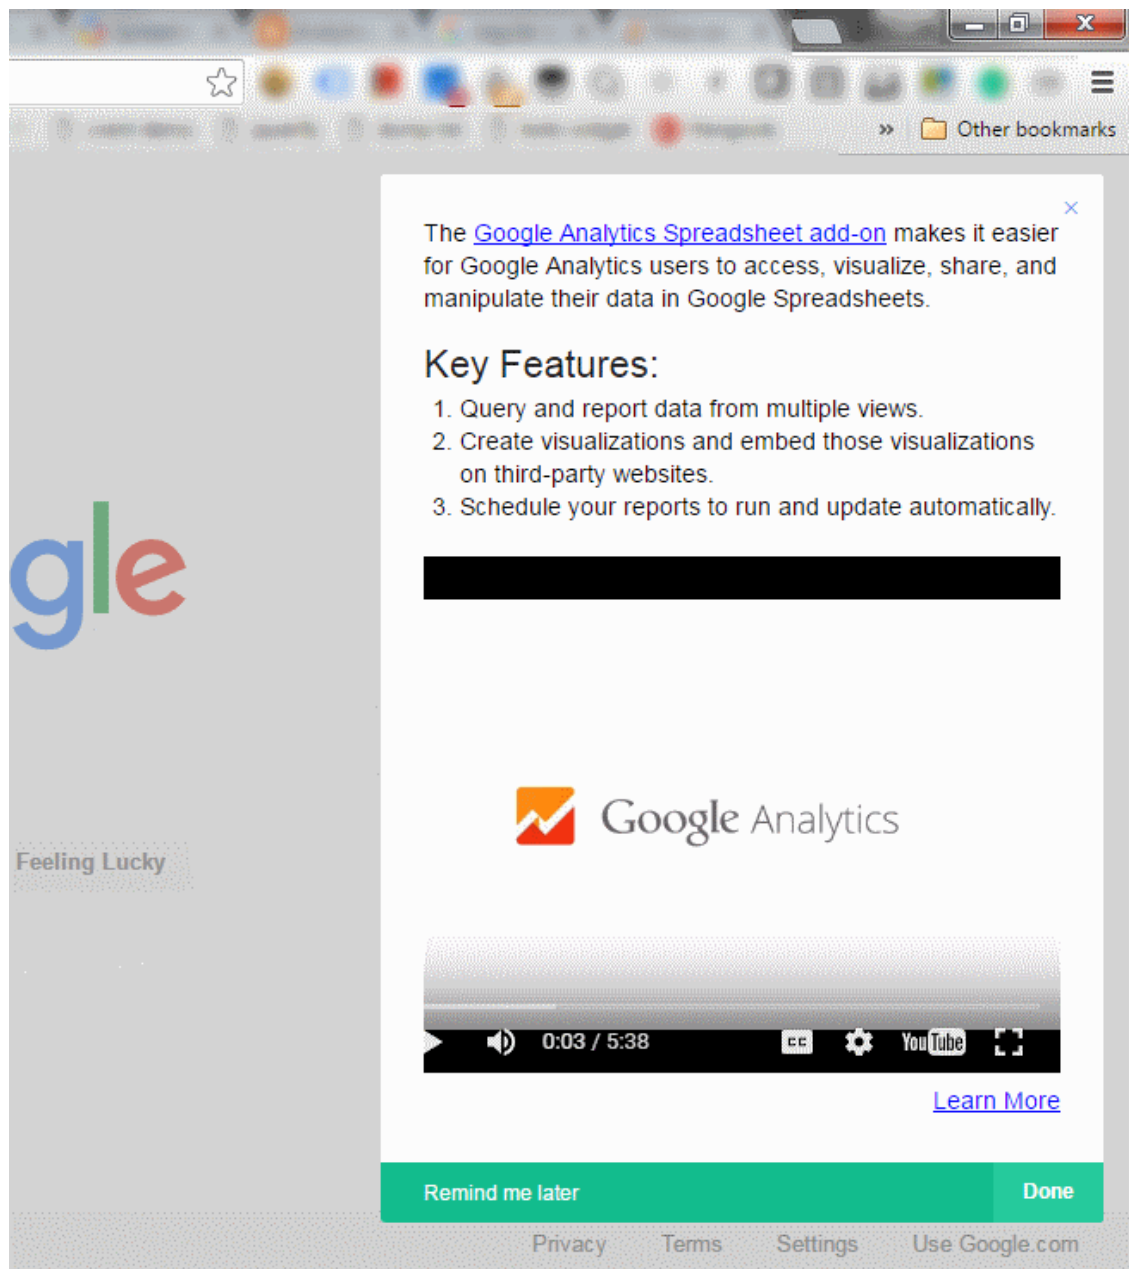 » Other bookmarks
×
The Google Analytics Spreadsheet add-on makes it easier
for Google Analytics users to access, visualize, share, and
manipulate their data in Google Spreadsheets.
Key Features:
1. Query and report data from multiple views.
2. Create visualizations and embed those visualizations
on third-party websites.
3. Schedule your reports to run and update automatically.
gle
Google Analytics
Feeling Lucky
0:03 / 5:38 CC YouTube
Learn More
Remind me later Done
Privacy Terms Settings Use Google.com